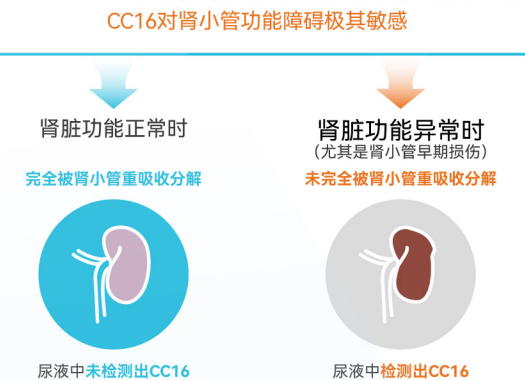 CC16对肾小管功能障碍极其敏感
肾脏功能正常时
完全被肾小管重吸收分解
尿液中未检测出CC16
肾脏功能异常时
（尤其是肾小管早期损伤）
未完全被肾小管重吸收分解
尿液中检测出CC16